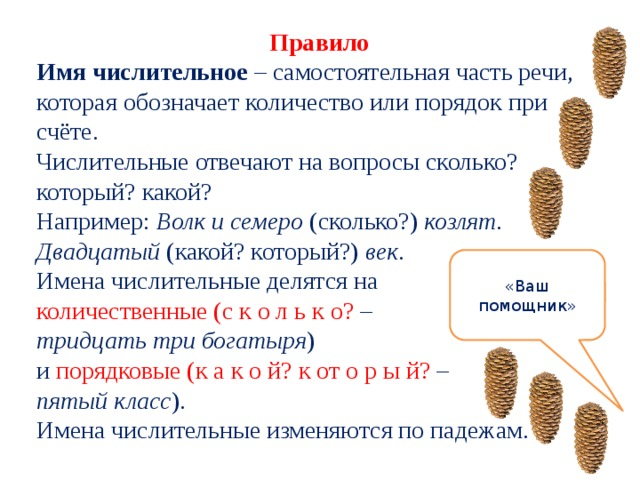 Правило
Имя числительное – самостоятельная часть речи,
которая обозначает количество или порядок при
счёте.
Числительные отвечают на вопросы сколько?
который? какой?
Например: Волк и семеро (сколько?) козлят.
Двадцатый (какой? который?) век.
Имена числительные делятся на
количественные (с к о л ь к о? –
тридцать три богатыря)
и порядковые (к а к о й? к от о р ы й? –
пятый класс).
Имена числительные изменяются по падежам.
«Ваш
помощник»